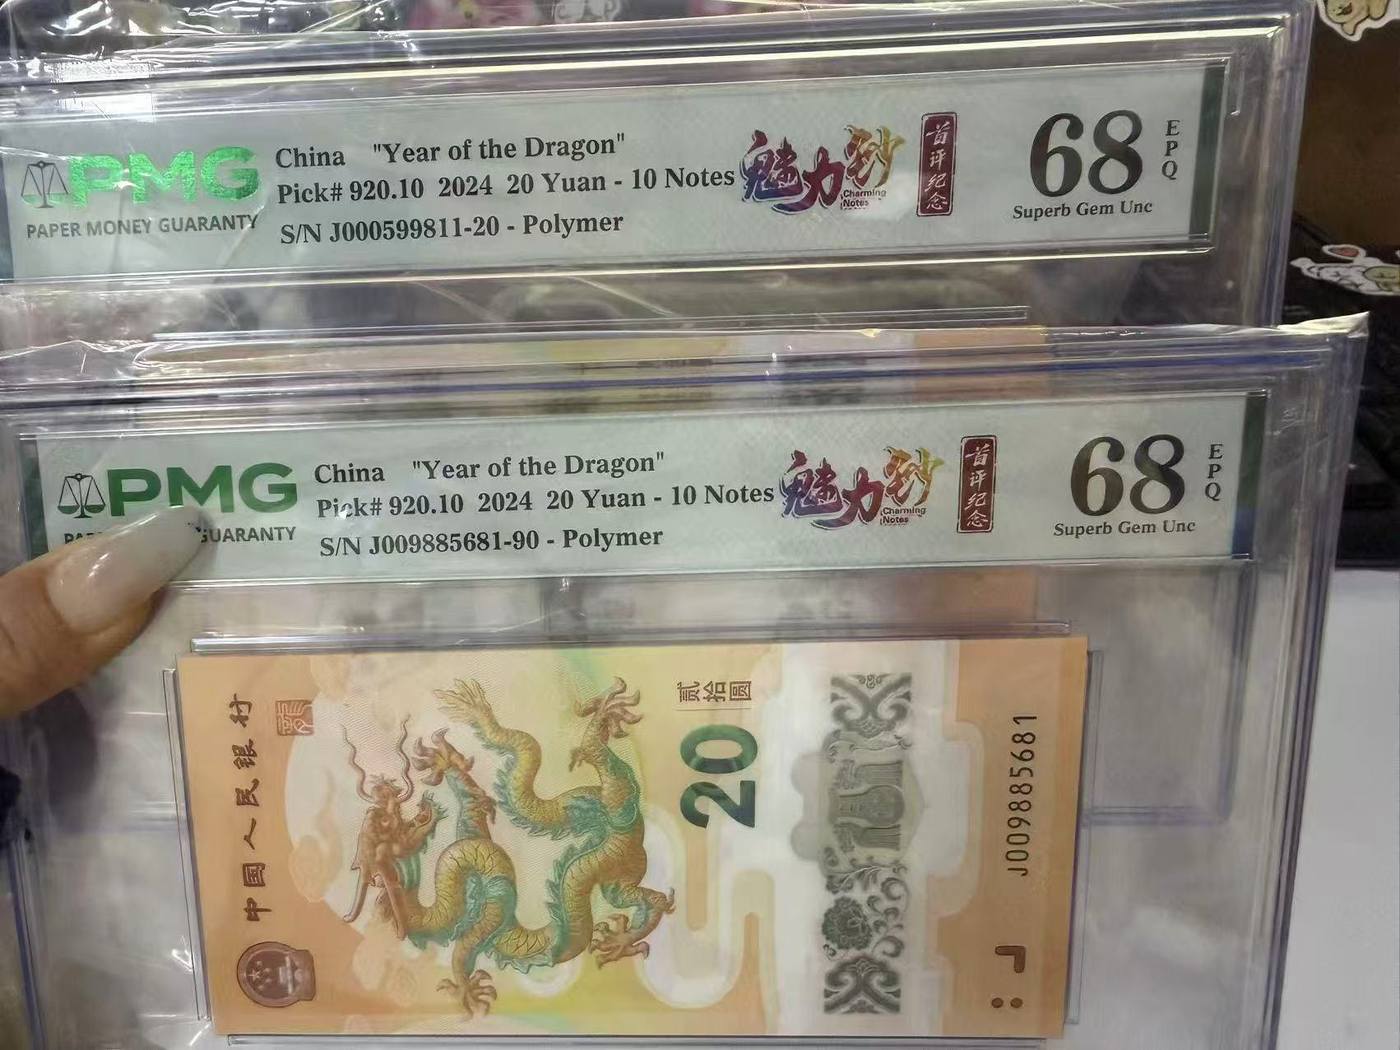 PMG
PAPER MONEY GUARANTY
China "Year of the Dragon"
Pick# 920.10 2024 20 Yuan - 10 Notes
S/N J000599811-20 - Polymer
魅力钞
Charming
Notes
首评纪念
68
EPQ
Superb Gem Unc
PMG
GUARANTY
China "Year of the Dragon"
Pick# 920.10 2024 20 Yuan - 10 Notes
S/N J009885681-90 - Polymer
魅力钞
Charming
Notes
首评纪念
68
EPQ
Superb Gem Unc
中国人民银行
贰拾圆
20
J009885681